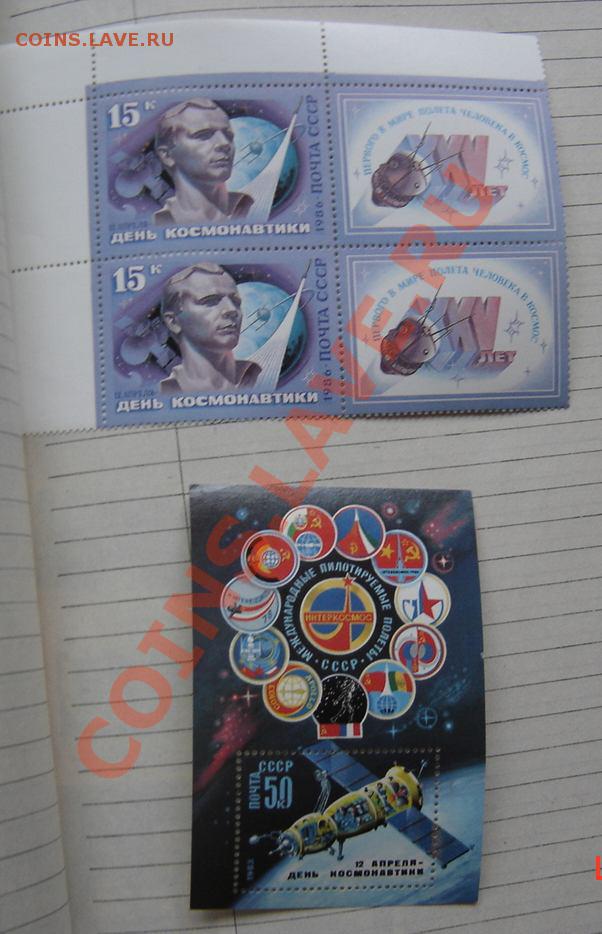 COINS.LAVE.RU
15 к
ПОЧТА СССР
1986
12 АПРЕЛЯ
ДЕНЬ КОСМОНАВТИКИ
ПЕРВОГО В МИРЕ ПОЛЕТА ЧЕЛОВЕКА В КОСМОС
XXV
ЛЕТ
15 к
ПОЧТА СССР
1986
12 АПРЕЛЯ
ДЕНЬ КОСМОНАВТИКИ
ПЕРВОГО В МИРЕ ПОЛЕТА ЧЕЛОВЕКА В КОСМОС
XXV
ЛЕТ
COINS.LAVE.RU
МЕЖДУНАРОДНЫЕ ПИЛОТИРУЕМЫЕ ПОЛЕТЫ
ИНТЕРКОСМОС
СССР
СОЮЗ
АПОЛЛОН
ПОЧТА СССР
50 к
1983
12 АПРЕЛЯ-
ДЕНЬ КОСМОНАВТИКИ